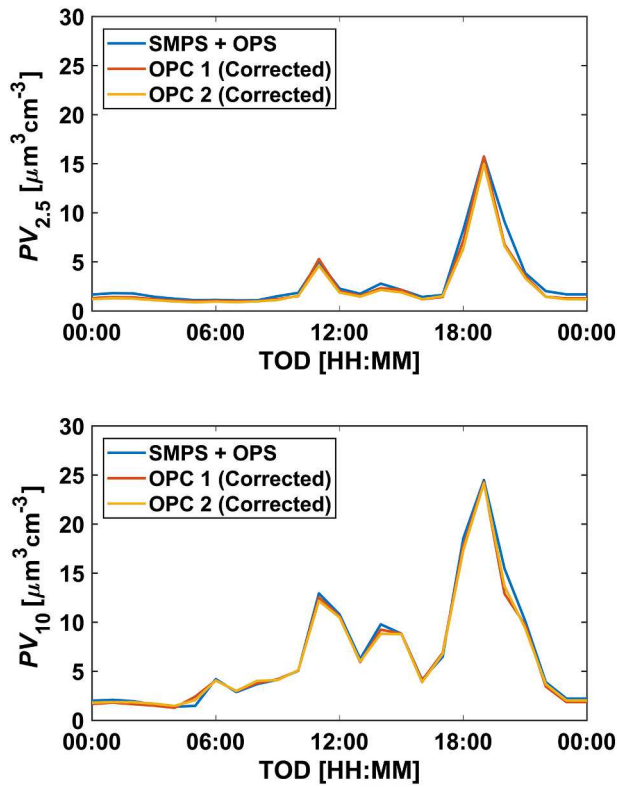 30
25
20
15
10
5
0
PV2.5 [μm³cm⁻³]
SMPS + OPS
OPC 1 (Corrected)
OPC 2 (Corrected)
00:00 06:00 12:00 18:00 00:00
TOD [HH:MM]
30
25
20
15
10
5
0
PV10 [μm³cm⁻³]
SMPS + OPS
OPC 1 (Corrected)
OPC 2 (Corrected)
00:00 06:00 12:00 18:00 00:00
TOD [HH:MM]